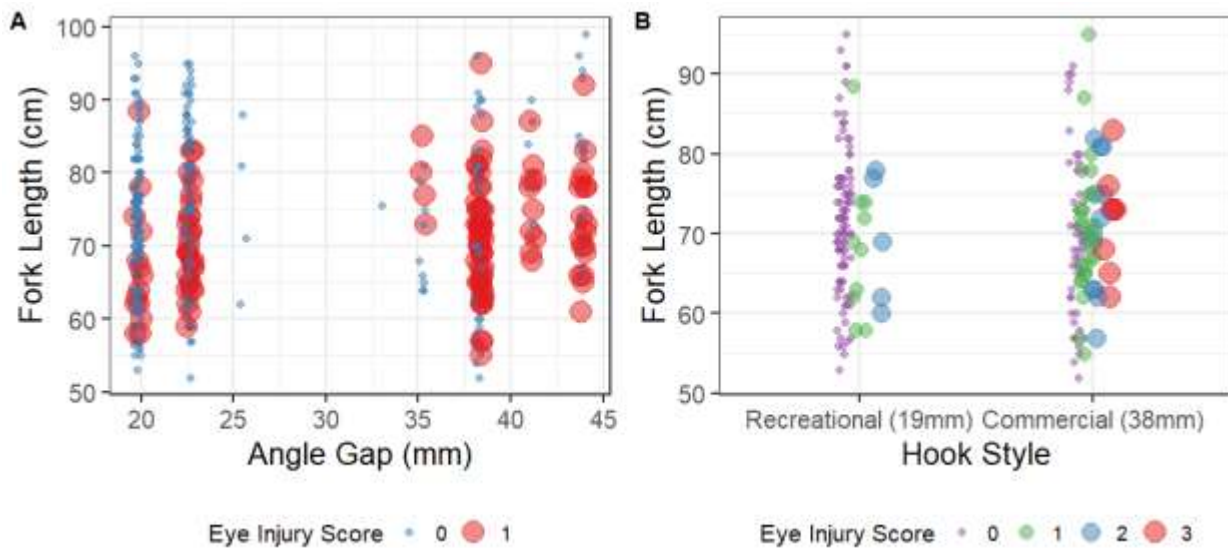 A
B
Fork Length (cm)
100
90
80
70
60
50
20
25
30
35
40
45
Angle Gap (mm)
Eye Injury Score
0
1
Fork Length (cm)
90
80
70
60
50
Recreational (19mm) Commercial (38mm)
Hook Style
Eye Injury Score
0
1
2
3